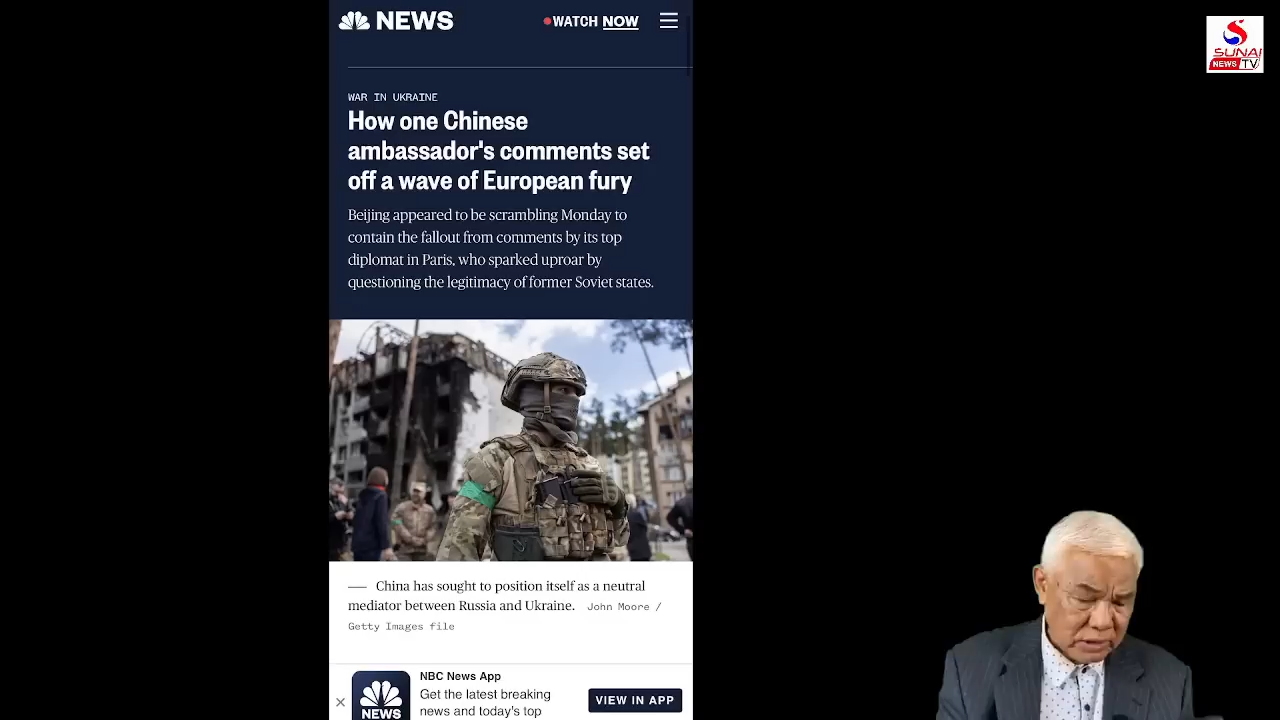 NEWS
WATCH NOW
SUNAI
NEWS TV
WAR IN UKRAINE
How one Chinese
ambassador's comments set
off a wave of European fury
Beijing appeared to be scrambling Monday to
contain the fallout from comments by its top
diplomat in Paris, who sparked uproar by
questioning the legitimacy of former Soviet states.
— China has sought to position itself as a neutral
mediator between Russia and Ukraine. John Moore /
Getty Images file
NBC News App
Get the latest breaking
news and today's top
VIEW IN APP
NEWS